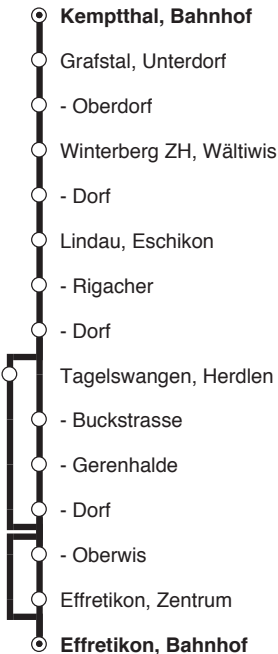 Kemptthal, Bahnhof
Grafstal, Unterdorf
- Oberdorf
Winterberg ZH, Wältiwis
- Dorf
Lindau, Eschikon
- Rigacher
- Dorf
Tagelswangen, Herdlen
- Buckstrasse
- Gerenhalde
- Dorf
- Oberwis
Effretikon, Zentrum
Effretikon, Bahnhof